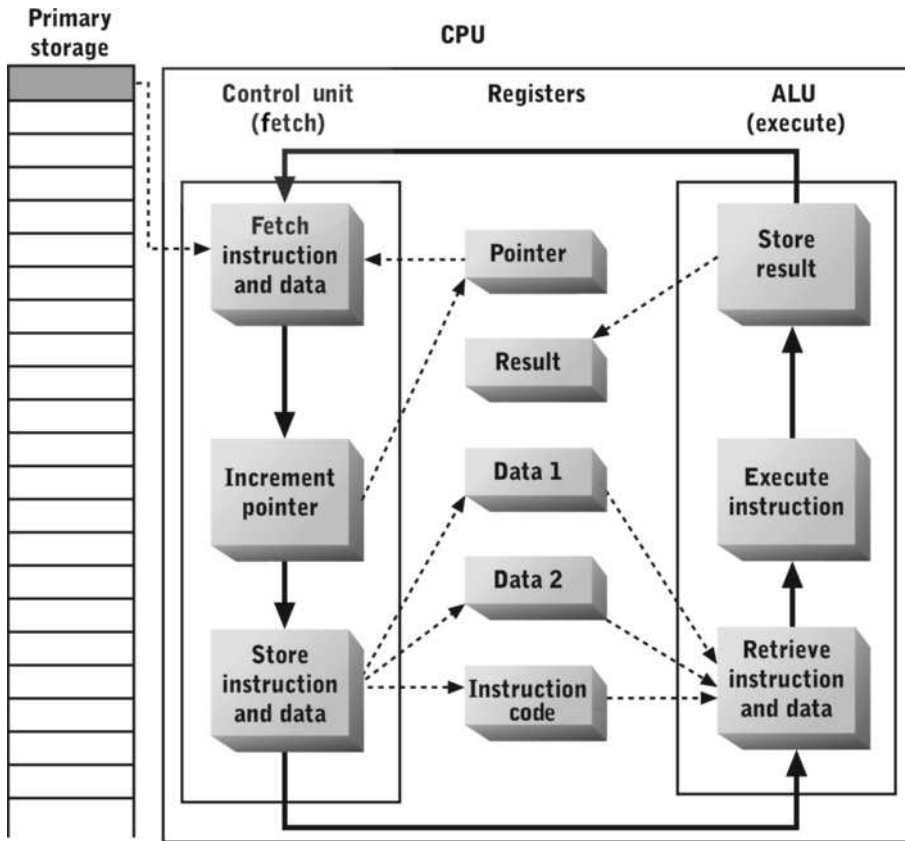 Primary
storage
CPU
Control unit
(fetch)
Registers
ALU
(execute)
Fetch
instruction
and data
Pointer
Store
result
Result
Increment
pointer
Data 1
Execute
instruction
Data 2
Store
instruction
and data
Instruction
code
Retrieve
instruction
and data